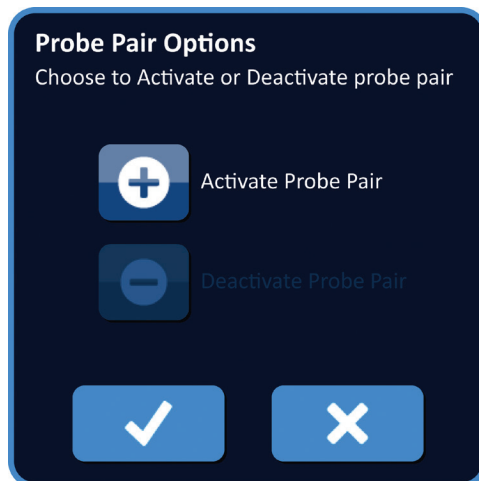 Probe Pair Options
Choose to Activate or Deactivate probe pair
Activate Probe Pair
Deactivate Probe Pair